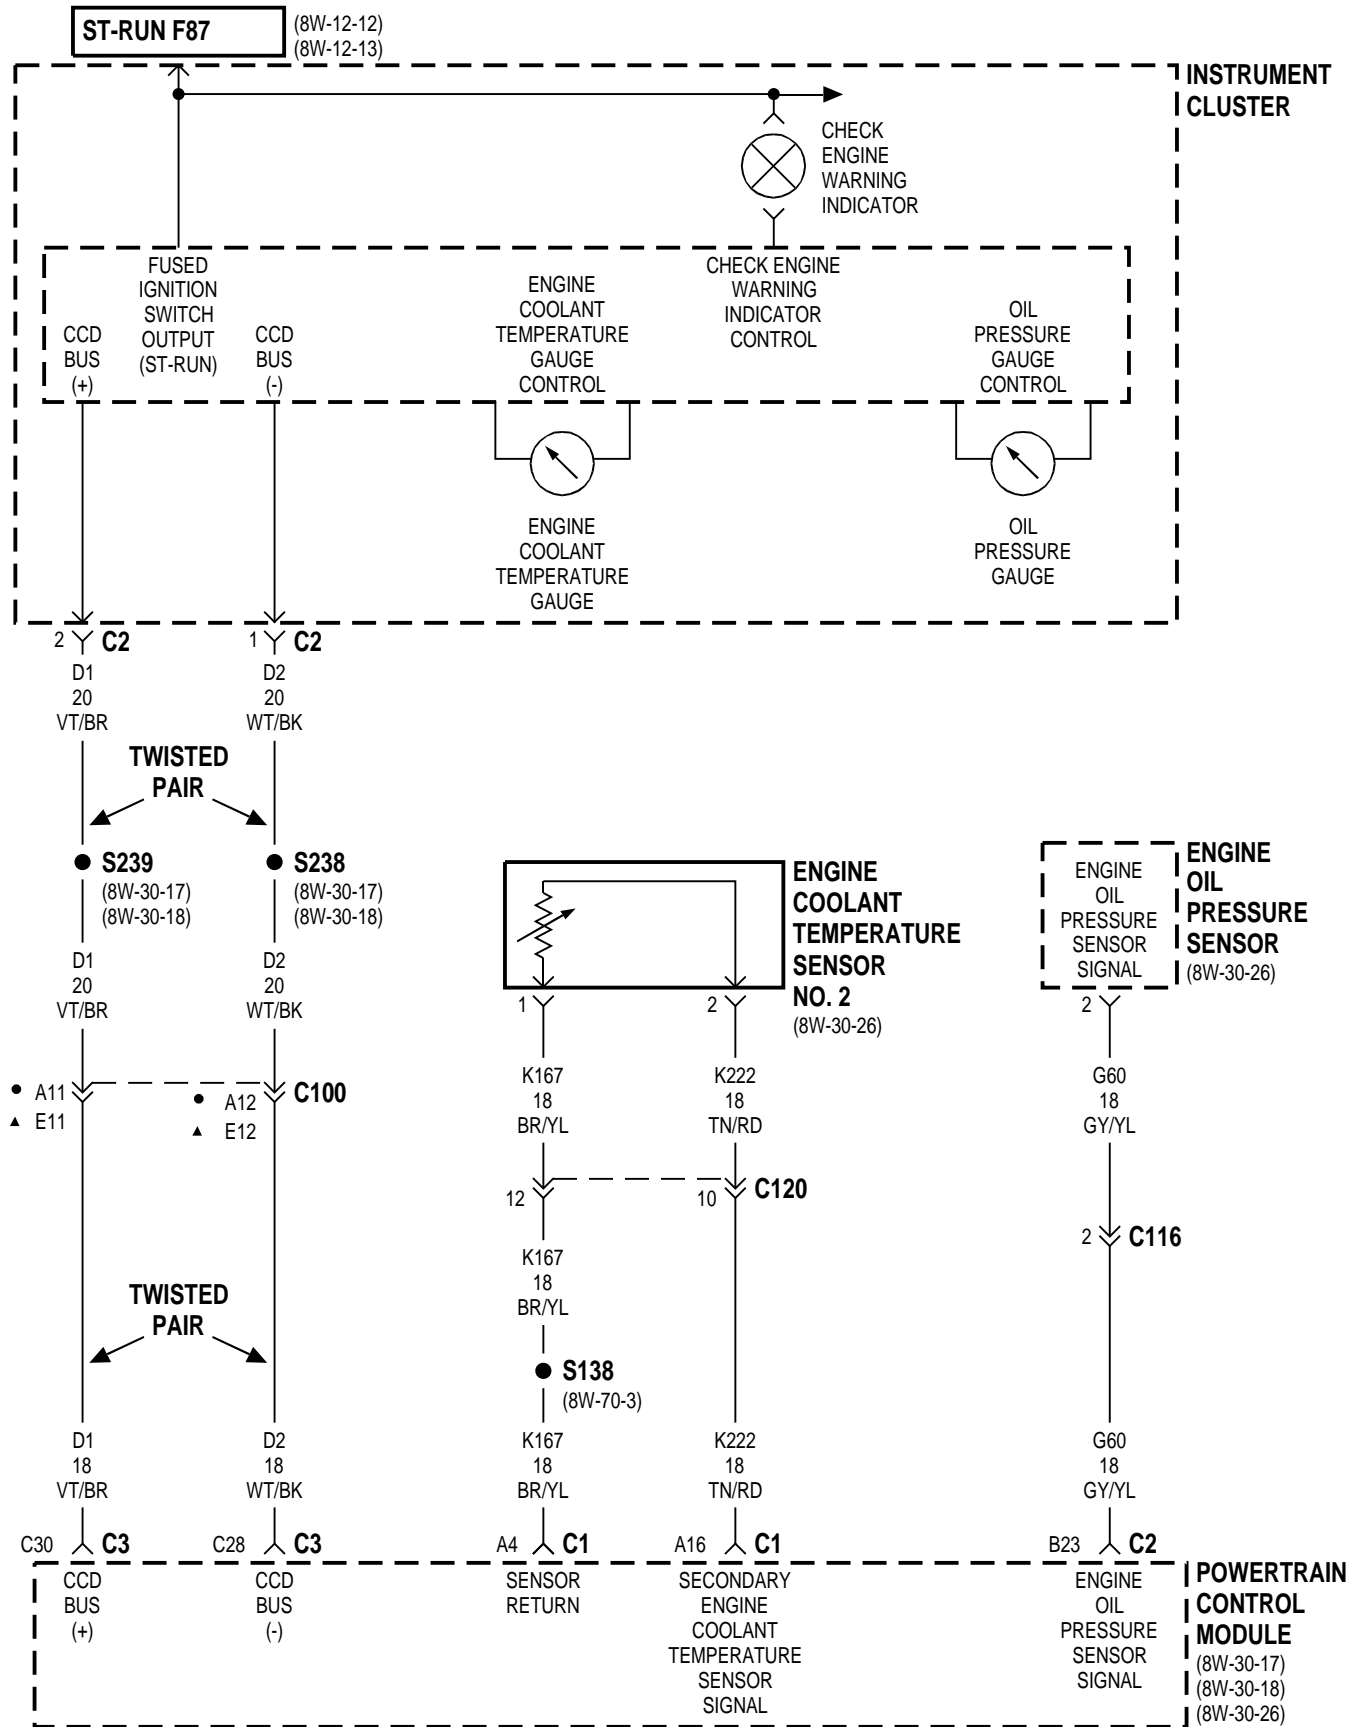 ST-RUN F87
(8W-12-12)
(8W-12-13)
INSTRUMENT
CLUSTER
CHECK
ENGINE
WARNING
INDICATOR
CCD
BUS
(+)
FUSED
IGNITION
SWITCH
OUTPUT
(ST-RUN)
CCD
BUS
(-)
ENGINE
COOLANT
TEMPERATURE
GAUGE
CONTROL
CHECK ENGINE
WARNING
INDICATOR
CONTROL
OIL
PRESSURE
GAUGE
CONTROL
ENGINE
COOLANT
TEMPERATURE
GAUGE
OIL
PRESSURE
GAUGE
2 C2
1 C2
D1
20
VT/BR
D2
20
WT/BK
TWISTED
PAIR
S239
(8W-30-17)
(8W-30-18)
S238
(8W-30-17)
(8W-30-18)
D1
20
VT/BR
D2
20
WT/BK
ENGINE
COOLANT
TEMPERATURE
SENSOR
NO. 2
(8W-30-26)
ENGINE
OIL
PRESSURE
SENSOR
SIGNAL
ENGINE
OIL
PRESSURE
SENSOR
(8W-30-26)
1
2
2
● A11
▲ E11
● A12
▲ E12
C100
K167
18
BR/YL
K222
18
TN/RD
G60
18
GY/YL
12
10
C120
2 C116
K167
18
BR/YL
TWISTED
PAIR
S138
(8W-70-3)
D1
18
VT/BR
D2
18
WT/BK
K167
18
BR/YL
K222
18
TN/RD
G60
18
GY/YL
C30 C3
C28 C3
A4 C1
A16 C1
B23 C2
CCD
BUS
(+)
CCD
BUS
(-)
SENSOR
RETURN
SECONDARY
ENGINE
COOLANT
TEMPERATURE
SENSOR
SIGNAL
ENGINE
OIL
PRESSURE
SENSOR
SIGNAL
POWERTRAIN
CONTROL
MODULE
(8W-30-17)
(8W-30-18)
(8W-30-26)